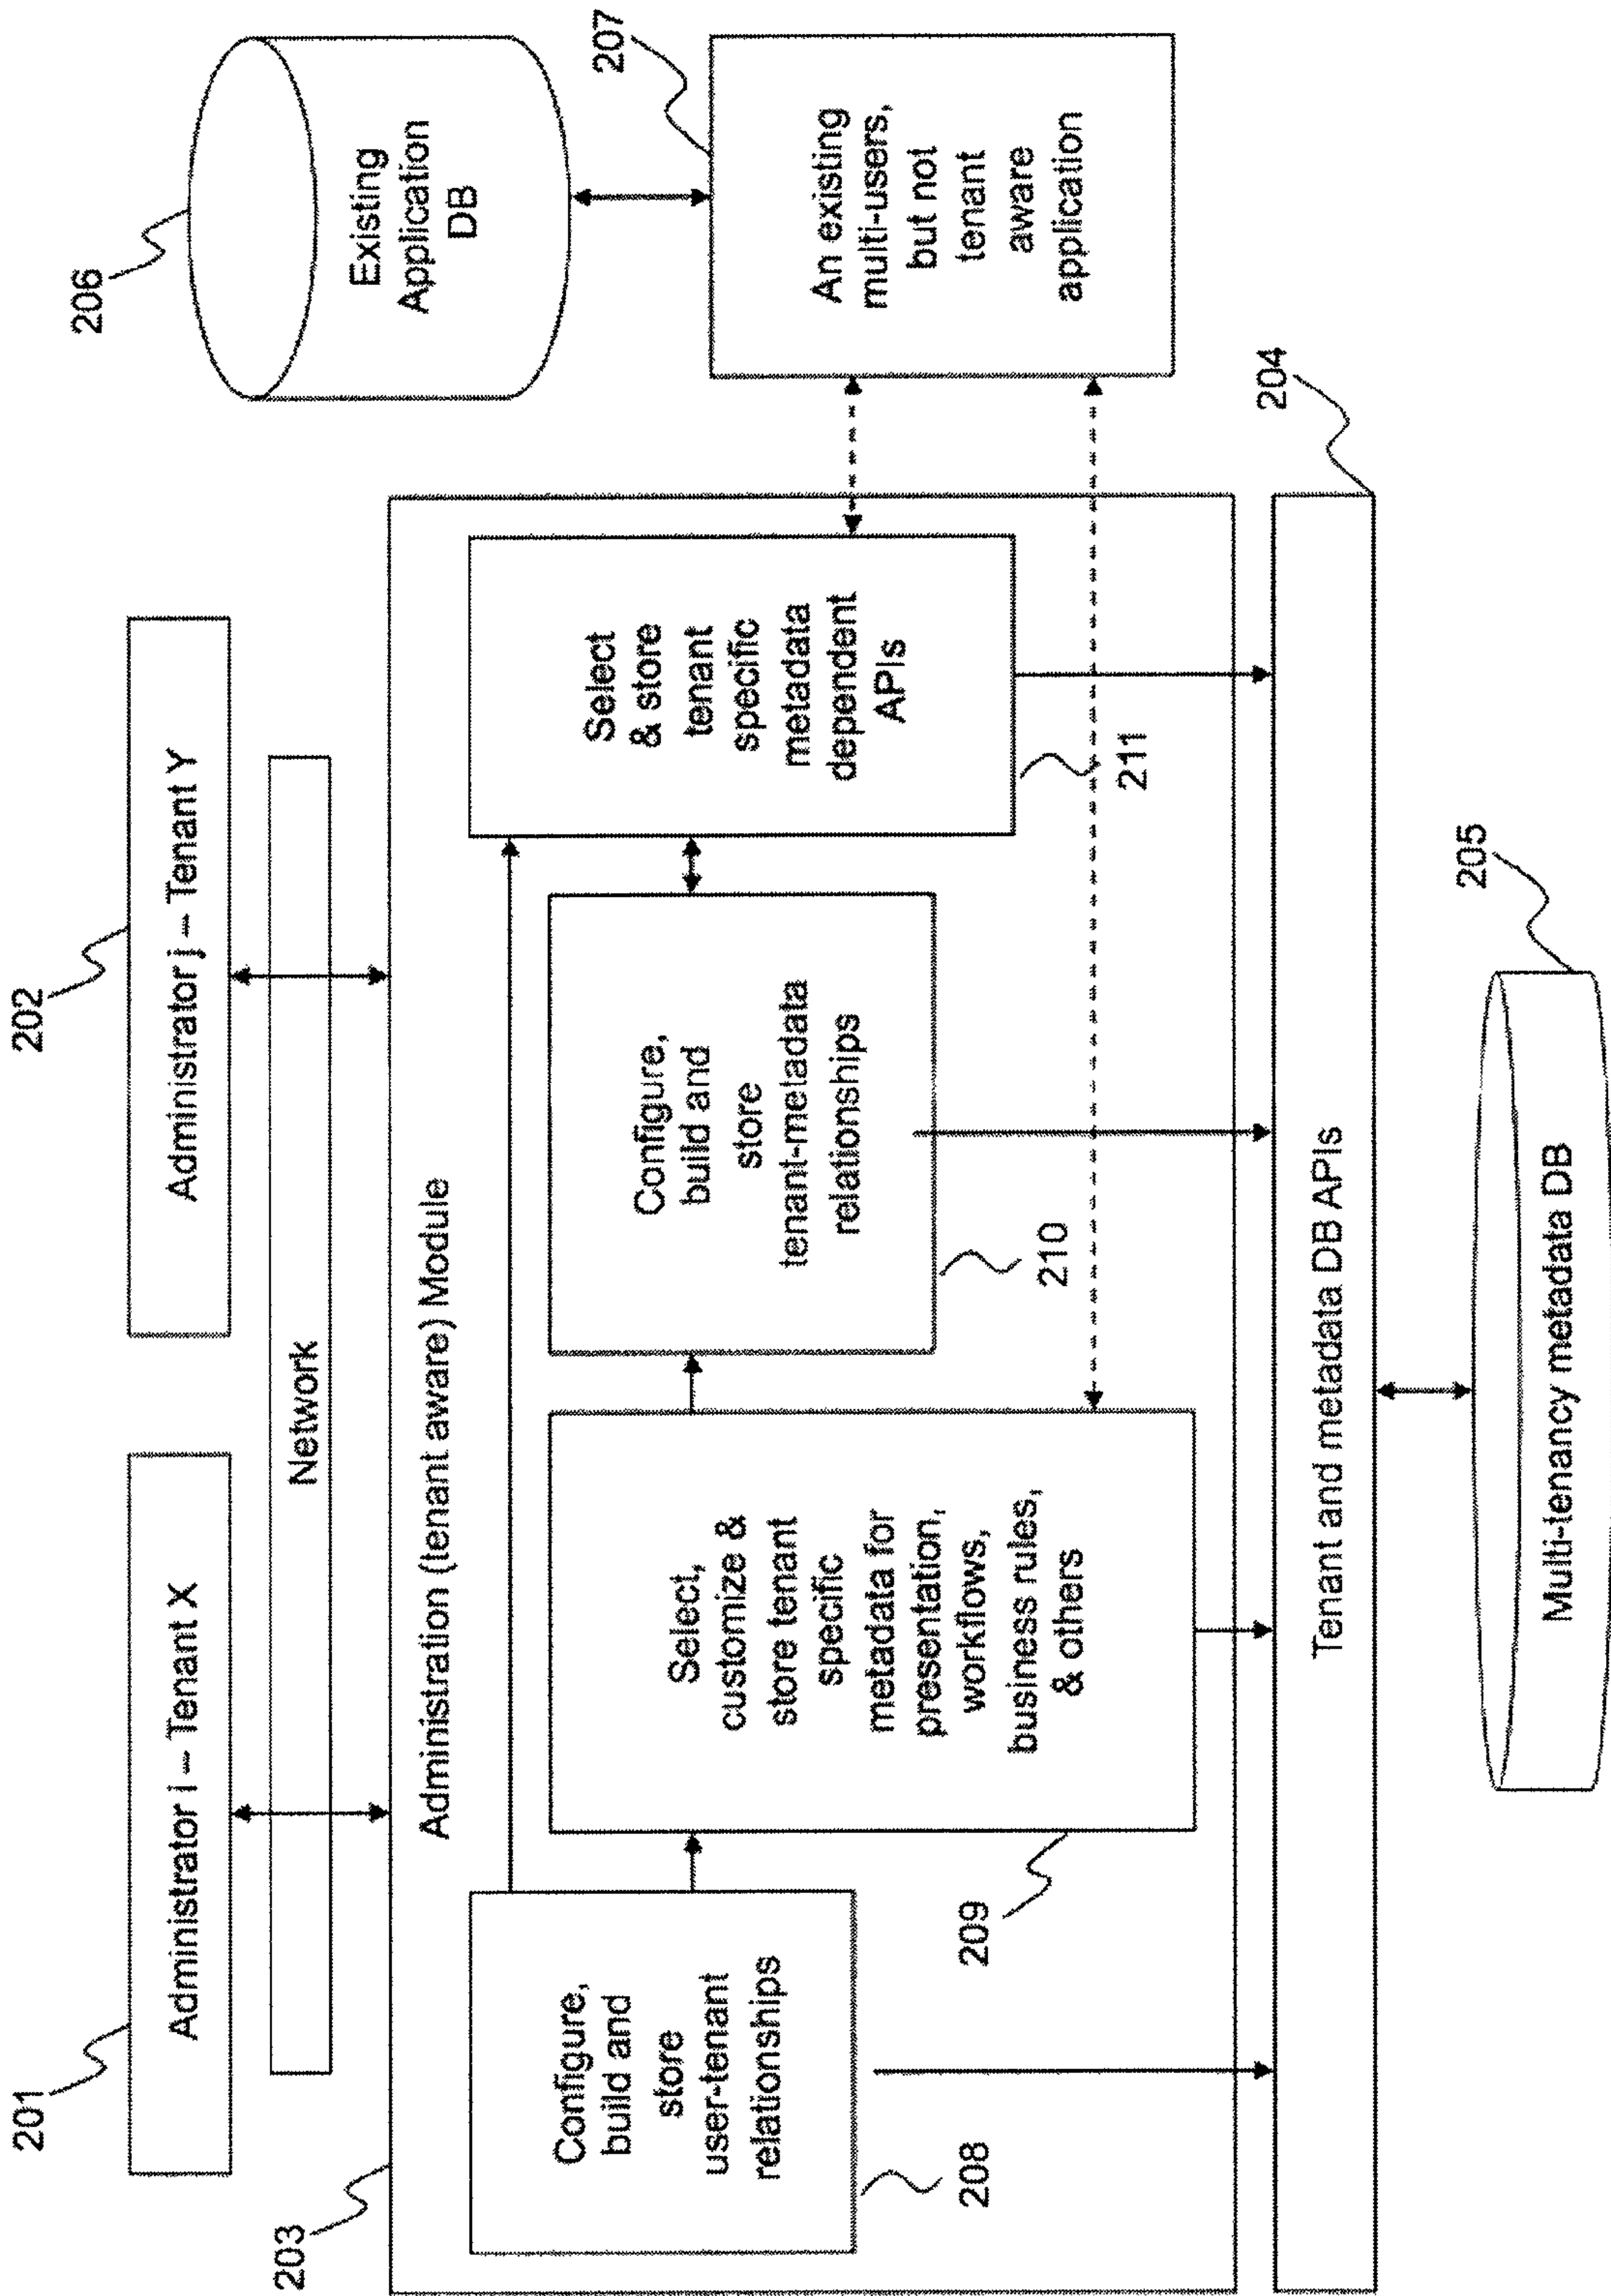 201
Administrator i – Tenant X
202
Administrator j – Tenant Y
Network
203
Administration (tenant aware) Module
Configure,
build and
store
user-tenant
relationships
208
Select,
customize &
store tenant
specific
metadata for
presentation,
workflows,
business rules,
& others
209
Configure,
build and
store
tenant-metadata
relationships
210
Select
& store
tenant
specific
metadata
dependent
APIs
211
206
Existing
Application
DB
207
An existing
multi-users,
but not
tenant
aware
application
204
Tenant and metadata DB APIs
205
Multi-tenancy metadata DB